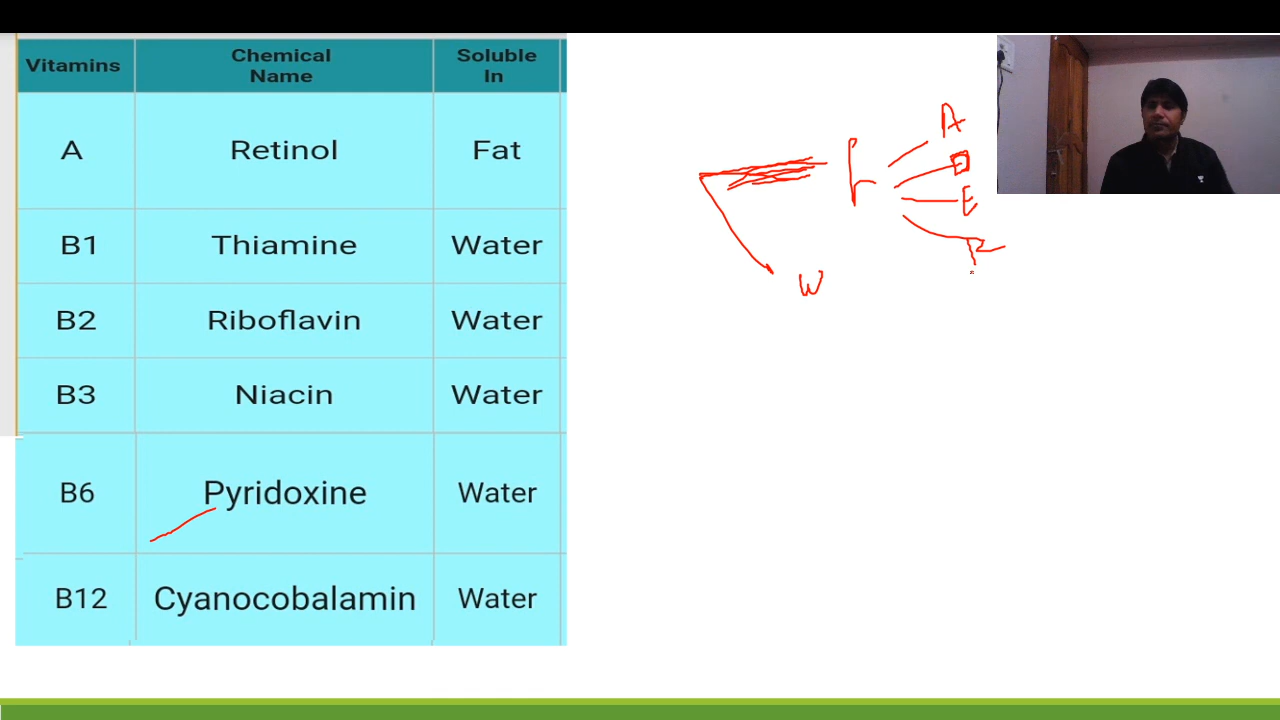 Vitamins Chemical Name Soluble In
A Retinol Fat
B1 Thiamine Water
B2 Riboflavin Water
B3 Niacin Water
B6 Pyridoxine Water
B12 Cyanocobalamin Water
A
D
E
W